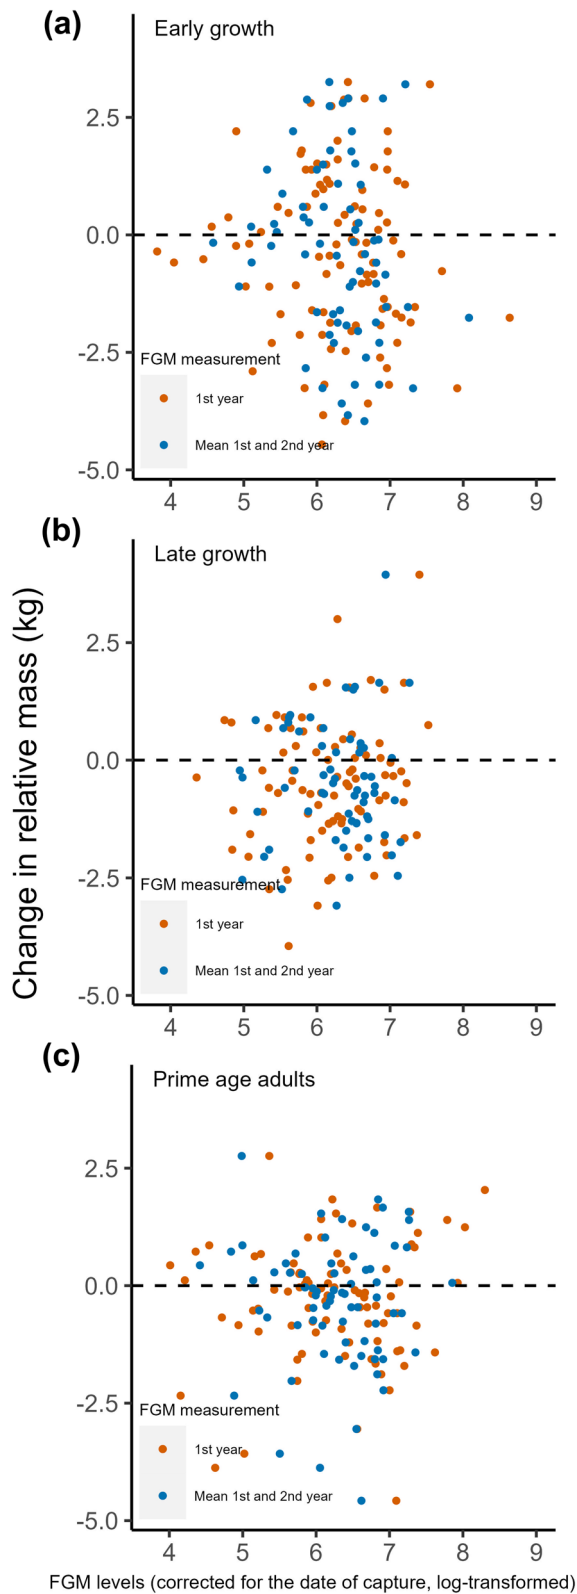 (a)
Early growth
2.5
0.0
-2.5
FGM measurement
1st year
Mean 1st and 2nd year
-5.0
4 5 6 7 8 9
(b)
Late growth
2.5
0.0
-2.5
FGM measurement
1st year
Mean 1st and 2nd year
-5.0
4 5 6 7 8 9
Change in relative mass (kg)
(c)
Prime age adults
2.5
0.0
-2.5
FGM measurement
1st year
Mean 1st and 2nd year
-5.0
4 5 6 7 8 9
FGM levels (corrected for the date of capture, log-transformed)